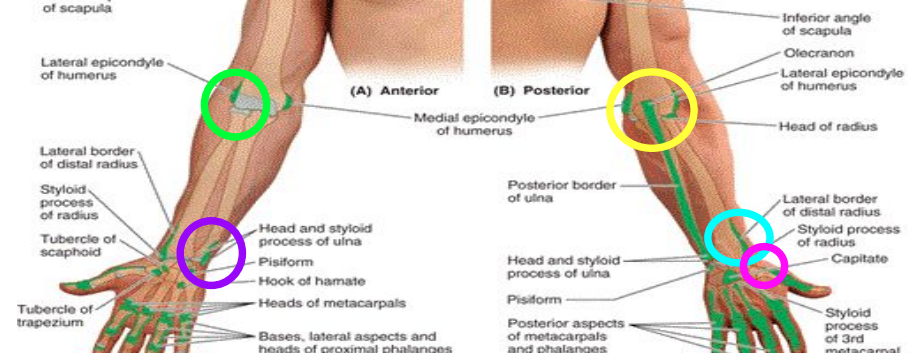 of scapula
Lateral epicondyle
of humerus
(A) Anterior
Lateral border
of distal radius
Styloid
process
of radius
Tubercle of
scaphoid
Tubercle of
trapezium
Head and styloid
process of ulna
Pisiform
Hook of hamate
Heads of metacarpals
Bases, lateral aspects and
heads of proximal phalanges
Medial epicondyle
of humerus
(B) Posterior
Inferior angle
of scapula
Olecranon
Lateral epicondyle
of humerus
Head of radius
Posterior border
of ulna
Lateral border
of distal radius
Styloid process
of radius
Capitate
Head and styloid
process of ulna
Pisiform
Posterior aspects
of metacarpals
and phalanges
Styloid
process
of 3rd
metacarpal